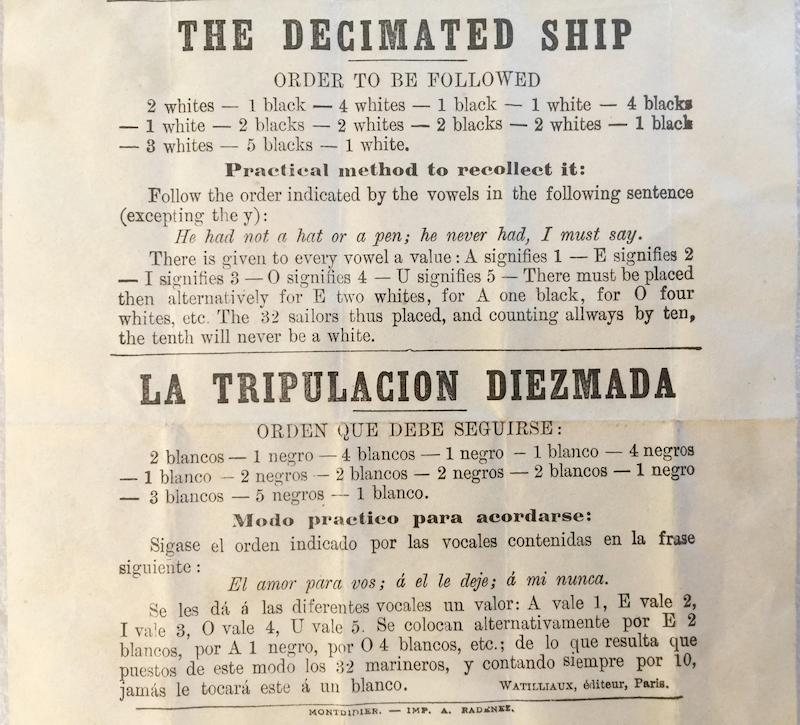 THE DECIMATED SHIP
ORDER TO BE FOLLOWED
2 whites — 1 black — 4 whites — 1 black — 1 white — 4 blacks
— 1 white — 2 blacks — 2 whites — 2 blacks — 2 whites — 1 black
— 3 whites — 5 blacks — 1 white.
Practical method to recollect it:
Follow the order indicated by the vowels in the following sentence
(excepting the y):
He had not a hat or a pen; he never had, I must say.
There is given to every vowel a value: A signifies 1 — E signifies 2
— I signifies 3 — O signifies 4 — U signifies 5 — There must be placed
then alternatively for E two whites, for A one black, for O four
whites, etc. The 32 sailors thus placed, and counting allways by ten,
the tenth will never be a white.
LA TRIPULACION DIEZMADA
ORDEN QUE DEBE SEGUIRSE:
2 blancos — 1 negro — 4 blancos — 1 negro — 1 blanco — 4 negros
— 1 blanco — 2 negros — 2 blancos — 2 negros — 2 blancos — 1 negro
— 3 blancos — 5 negros — 1 blanco.
Modo practico para acordarse:
Sigase el orden indicado por las vocales contenidas en la frase
siguiente:
El amor para vos; á el le deje; á mi nunca.
Se les dá á las diferentes vocales un valor: A vale 1, E vale 2,
I vale 3, O vale 4, U vale 5. Se colocan alternativamente por E 2
blancos, por A 1 negro, por O 4 blancos, etc.; de lo que resulta que
puestos de este modo los 32 marineros, y contando siempre por 10,
jamás le tocará este á un blanco. WATILLIAUX, éditeur, Paris.
MONTDIDIER. — IMP. A. RADENEZ.